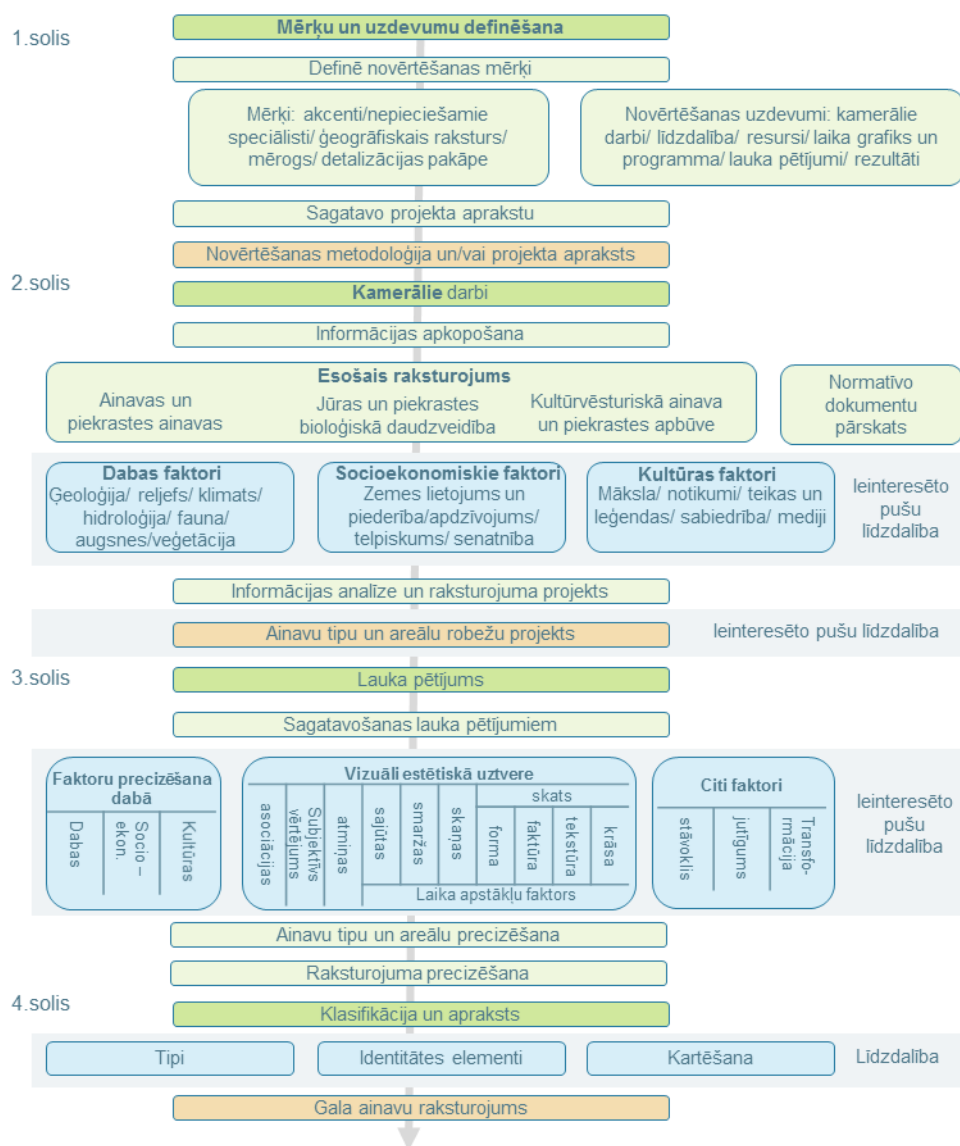 1.solis
Mērķu un uzdevumu definēšana
Definē novērtēšanas mērķi
Mērķi: akcenti/nepieciešamie
speciālisti/ ģeogrāfiskais raksturs/
mērogs/ detalizācijas pakāpe
Novērtēšanas uzdevumi: kamerālie
darbi/ līdzdalība/ resursi/ laika grafiks un
programma/ lauka pētījumi/ rezultāti
Sagatavo projekta aprakstu
Novērtēšanas metodoloģija un/vai projekta apraksts
2.solis
Kamerālie darbi
Informācijas apkopošana
Esošais raksturojums
Ainavas un
piekrastes ainavas
Jūras un piekrastes
bioloģiskā daudzveidība
Kultūrvēsturiskā ainava
un piekrastes apbūve
Normatīvo
dokumentu
pārskats
Dabas faktori
Ģeoloģija/ reljefs/ klimats/
hidroloģija/ fauna/
augsnes/veģetācija
Socioekonomiskie faktori
Zemes lietojums un
piederība/apdzīvojums/
telpiskums/ senatnība
Kultūras faktori
Māksla/ notikumi/ teikas un
leģendas/ sabiedrība/ mediji
Ieinteresēto
pušu
līdzdalība
Informācijas analīze un raksturojuma projekts
Ainavu tipu un areālu robežu projekts
Ieinteresēto pušu līdzdalība
3.solis
Lauka pētījums
Sagatavošanas lauka pētījumiem
Faktoru precizēšana
dabā
Dabas
Socio –
ekon.
Kultūras
Vizuāli estētiskā uztvere
asociācijas
Subjektīvs
vērtējums
atmiņas
sajūtas
smaržas
skaņas
skats
forma
faktūra
tekstūra
krāsa
Laika apstākļu faktors
Citi faktori
stāvoklis
jutīgums
Transfo-
rmācija
Ieinteresēto
pušu
līdzdalība
Ainavu tipu un areālu precizēšana
Raksturojuma precizēšana
4.solis
Klasifikācija un apraksts
Tipi
Identitātes elementi
Kartēšana
Līdzdalība
Gala ainavu raksturojums